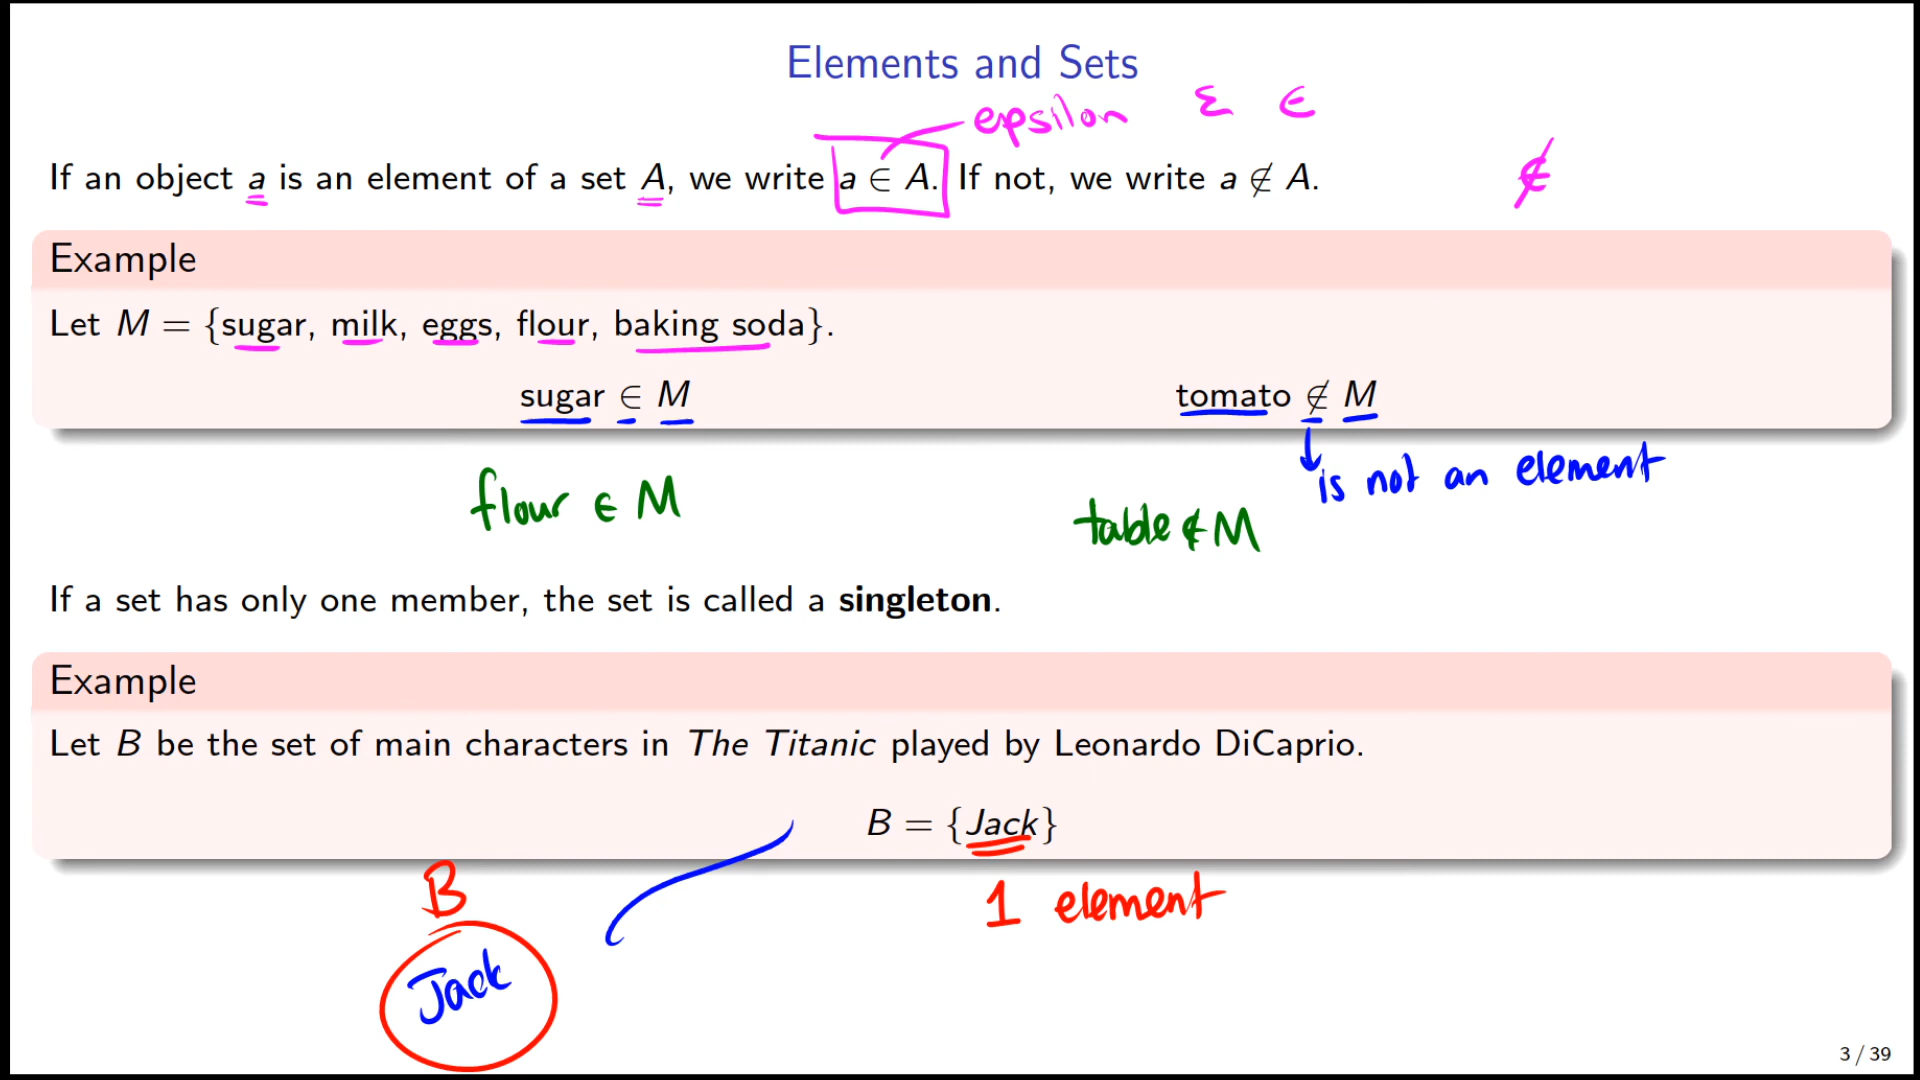 Elements and Sets
epsilon Σ ∈
If an object a is an element of a set A, we write a ∈ A. If not, we write a ∉ A. ∉
Example
Let M = {sugar, milk, eggs, flour, baking soda}.
sugar ∈ M tomato ∉ M
is not an element
flour ∈ M table ∉ M
If a set has only one member, the set is called a singleton.
Example
Let B be the set of main characters in The Titanic played by Leonardo DiCaprio.
B = {Jack}
B 1 element
Jack
3 / 39